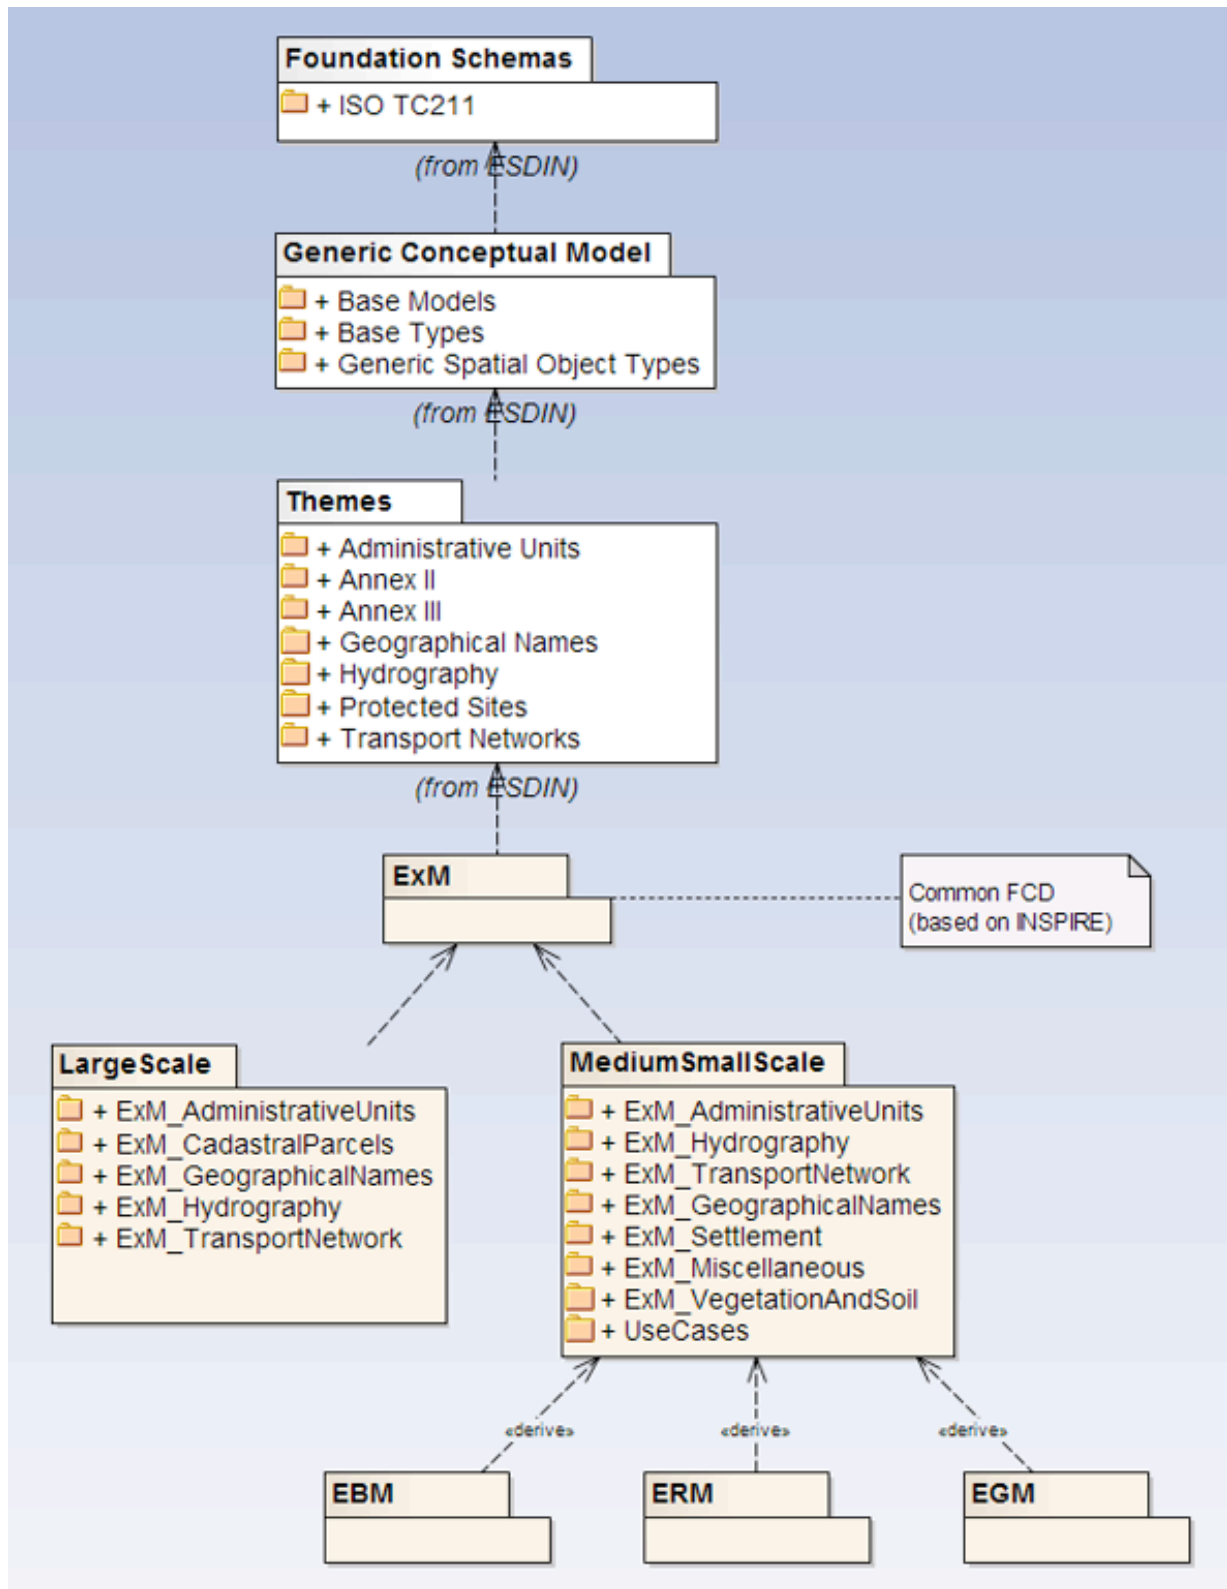 Foundation Schemas
+ ISO TC211
(from ESDIN)
Generic Conceptual Model
+ Base Models
+ Base Types
+ Generic Spatial Object Types
(from ESDIN)
Themes
+ Administrative Units
+ Annex II
+ Annex III
+ Geographical Names
+ Hydrography
+ Protected Sites
+ Transport Networks
(from ESDIN)
ExM
Common FCD
(based on INSPIRE)
LargeScale
+ ExM_AdministrativeUnits
+ ExM_CadastralParcels
+ ExM_GeographicalNames
+ ExM_Hydrography
+ ExM_TransportNetwork
MediumSmallScale
+ ExM_AdministrativeUnits
+ ExM_Hydrography
+ ExM_TransportNetwork
+ ExM_GeographicalNames
+ ExM_Settlement
+ ExM_Miscellaneous
+ ExM_VegetationAndSoil
+ UseCases
«derive»
«derive»
«derive»
EBM
ERM
EGM